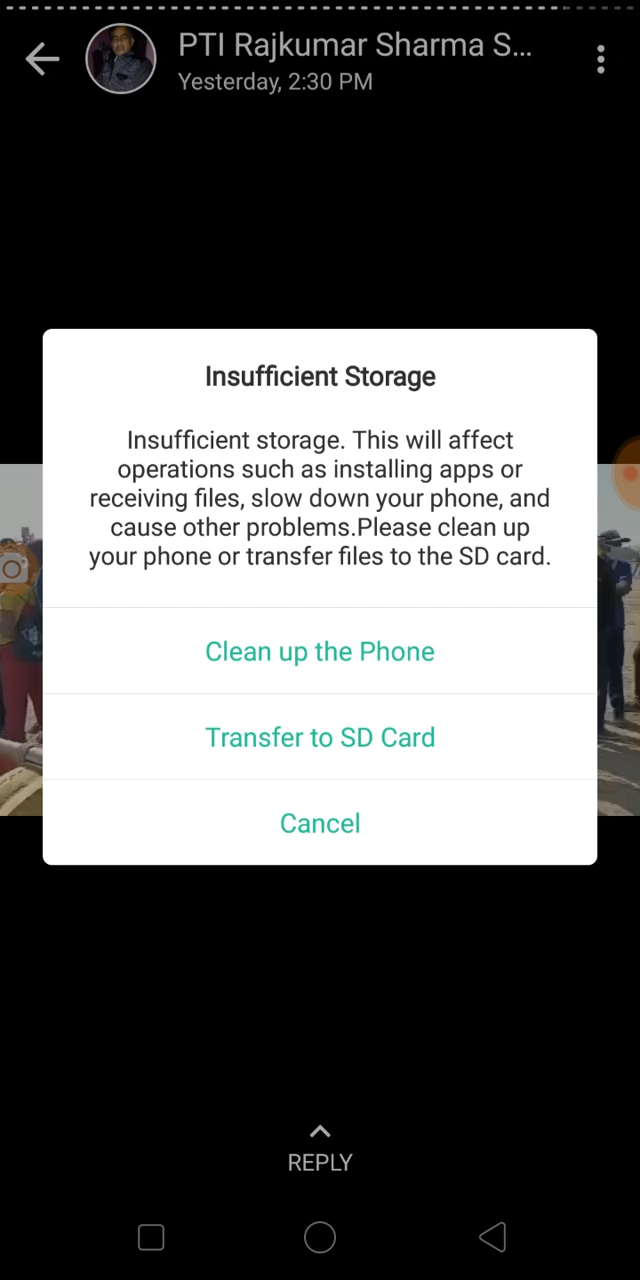 PTI Rajkumar Sharma S...
Yesterday, 2:30 PM
Insufficient Storage
Insufficient storage. This will affect
operations such as installing apps or
receiving files, slow down your phone, and
cause other problems.Please clean up
your phone or transfer files to the SD card.
Clean up the Phone
Transfer to SD Card
Cancel
REPLY